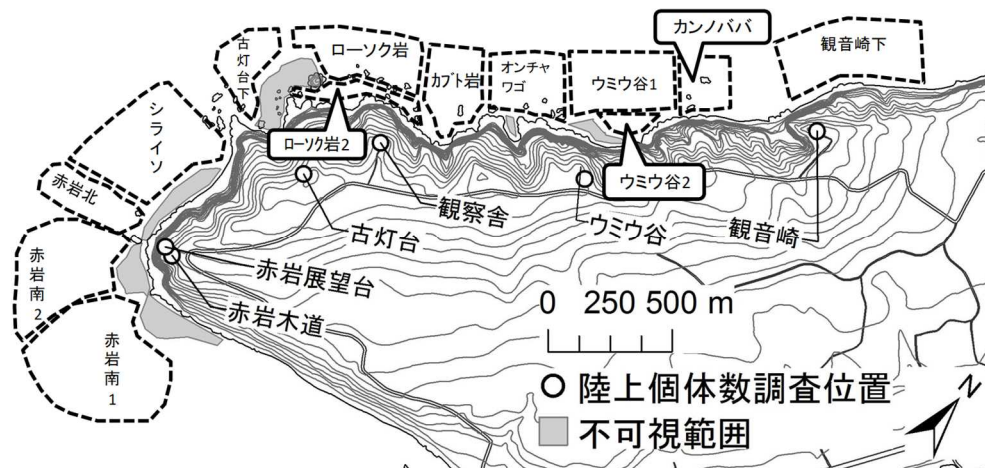 古灯台下
ローソク岩
カブト岩
オンチャ
ワゴ
ウミウ谷1
カンノババ
観音崎下
シライソ
赤岩北
赤岩南2
赤岩南1
ローソク岩2
ウミウ谷2
観察舎
古灯台
ウミウ谷
観音崎
赤岩展望台
赤岩木道
0 250 500 m
陸上個体数調査位置
不可視範囲
N